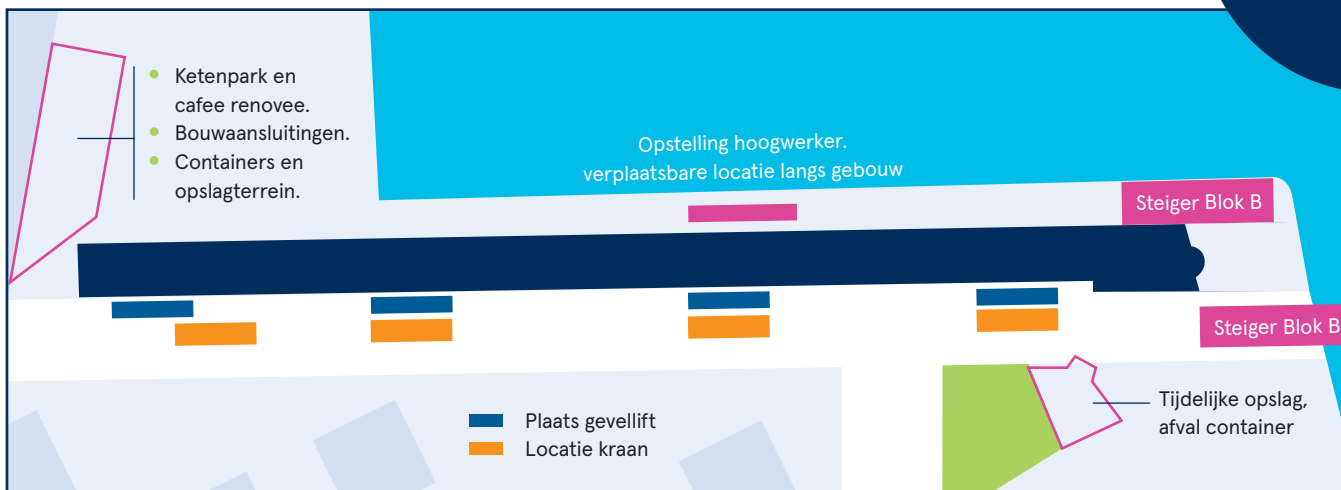 Ketenpark en
cafee renovee.
Bouwaansluitingen.
Containers en
opslagterrein.
Opstelling hoogwerker.
verplaatsbare locatie langs gebouw
Steiger Blok B
Steiger Blok B
Plaats gevellift
Locatie kraan
Tijdelijke opslag,
afval container